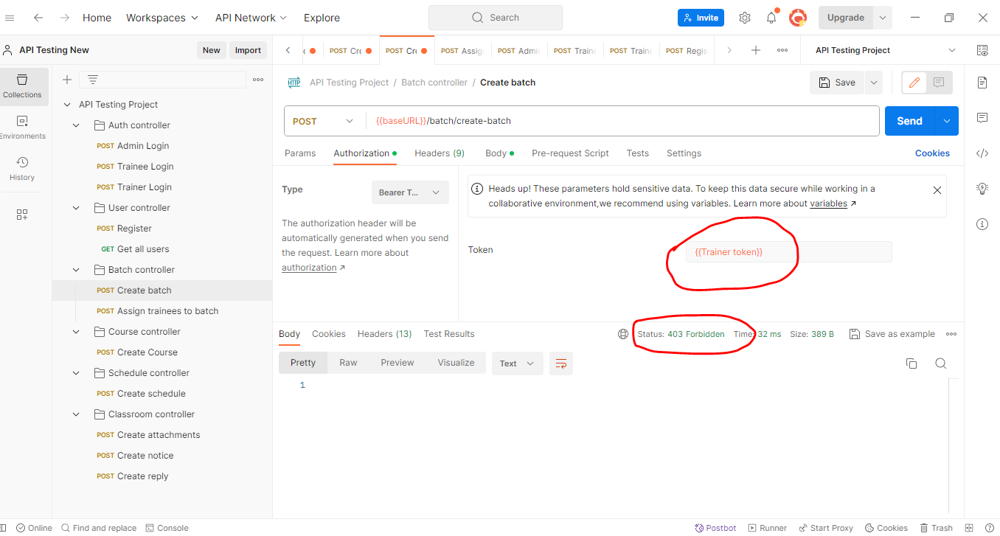 Home Workspaces API Network Explore Search Invite Upgrade
API Testing New New Import
POST Cre POST Cr POST Assig POST Admi POST Traine POST Traine POST Regis API Testing Project
Collections
Environments
History
API Testing Project
Auth controller
POST Admin Login
POST Trainee Login
POST Trainer Login
User controller
POST Register
GET Get all users
Batch controller
POST Create batch
POST Assign trainees to batch
Course controller
POST Create Course
Schedule controller
POST Create schedule
Classroom controller
POST Create attachments
POST Create notice
POST Create reply
HTTP API Testing Project / Batch controller / Create batch Save
POST {{baseURL}}/batch/create-batch Send
Params Authorization Headers (9) Body Pre-request Script Tests Settings Cookies
Type Bearer T...
The authorization header will be
automatically generated when you send
the request. Learn more about
authorization ↗
Heads up! These parameters hold sensitive data. To keep this data secure while working in a
collaborative environment,we recommend using variables. Learn more about variables ↗
Token {{Trainer token}}
Body Cookies Headers (13) Test Results Status: 403 Forbidden Time: 32 ms Size: 389 B Save as example
Pretty Raw Preview Visualize Text
1
Online Find and replace Console Postbot Runner Start Proxy Cookies Trash